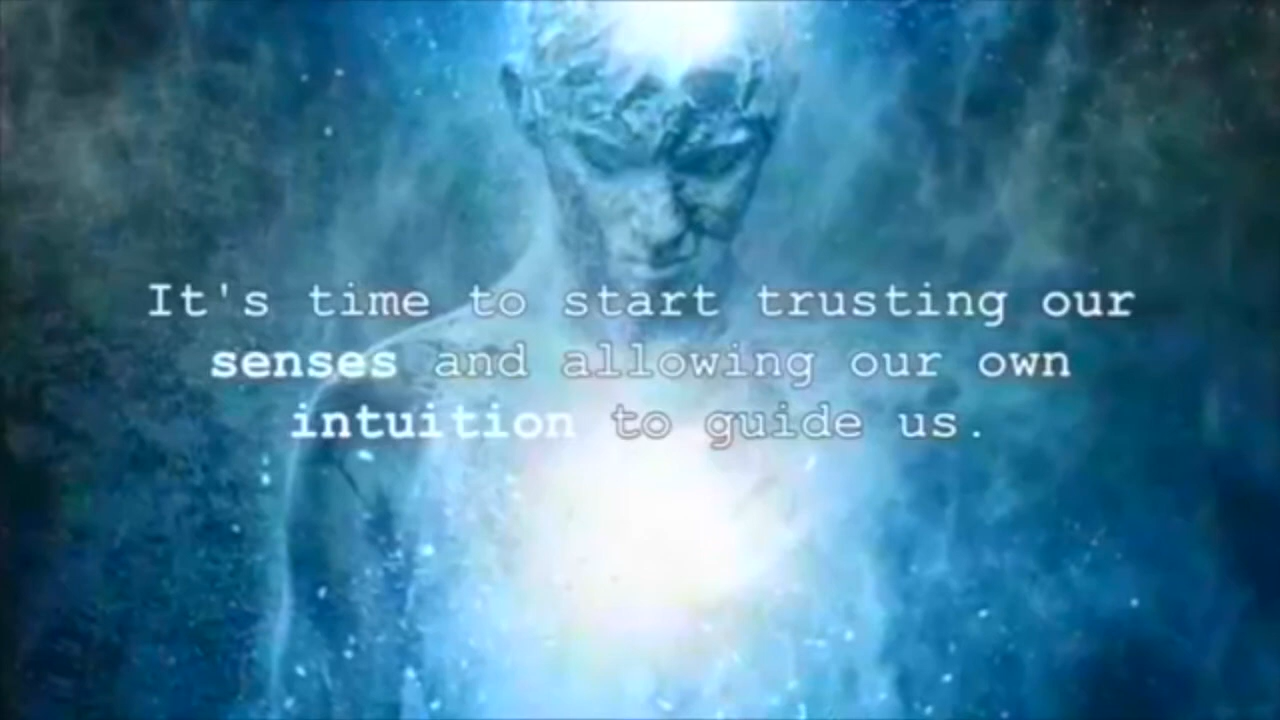 It's time to start trusting our
senses and allowing our own
intuition to guide us.